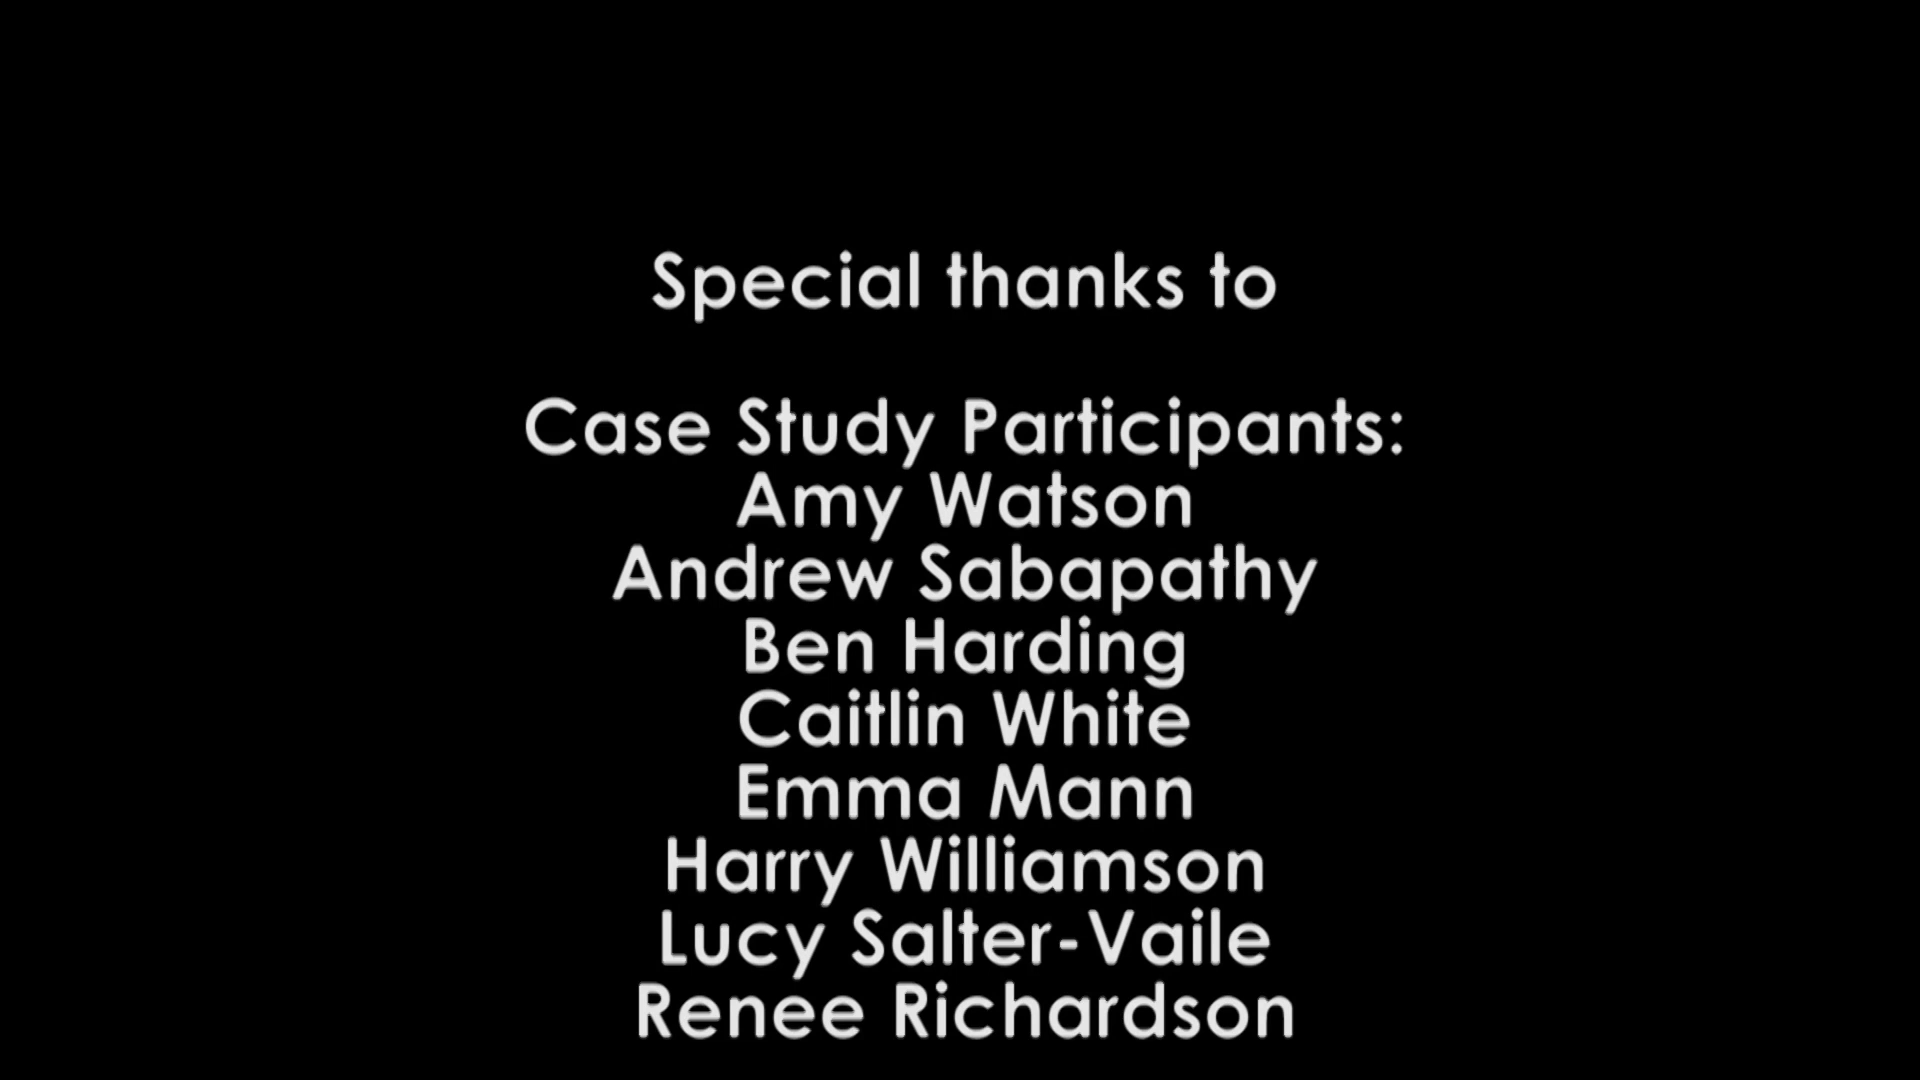 Special thanks to
Case Study Participants:
Amy Watson
Andrew Sabapathy
Ben Harding
Caitlin White
Emma Mann
Harry Williamson
Lucy Salter-Vaile
Renee Richardson